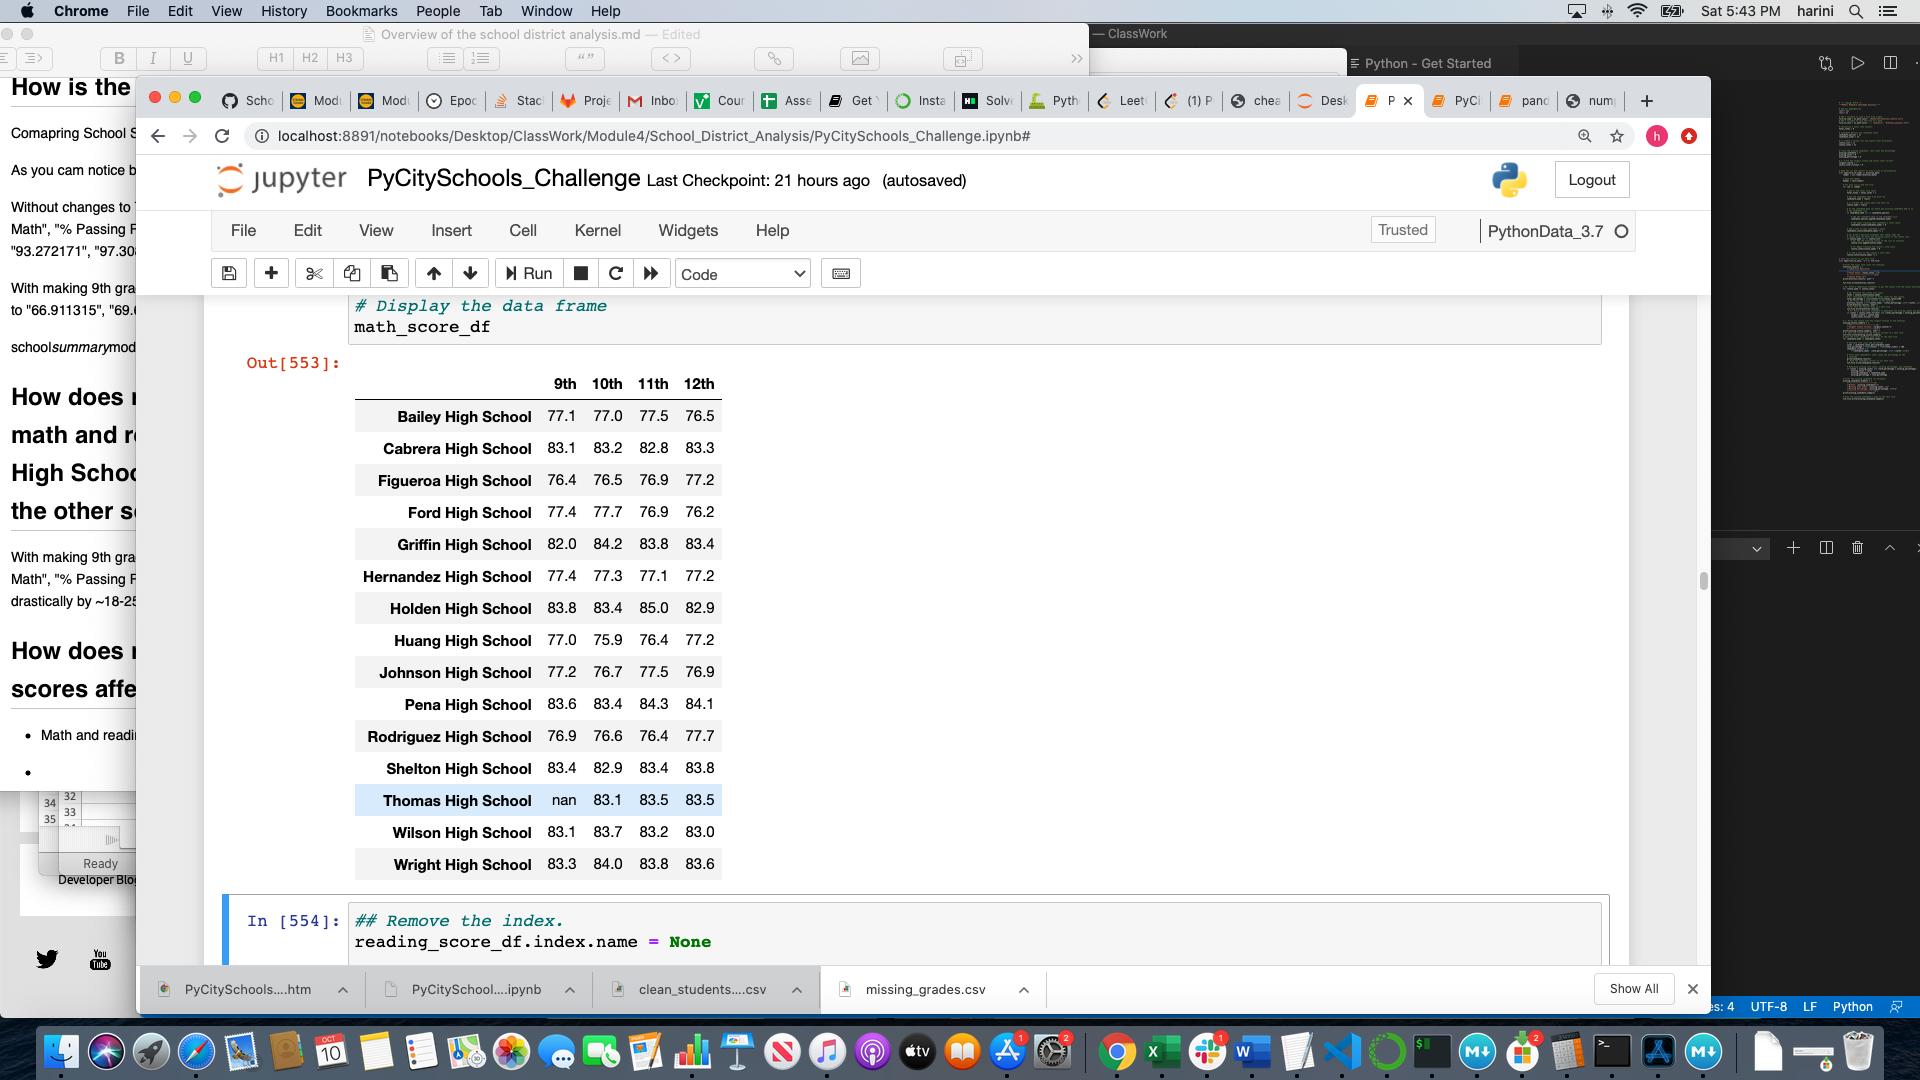 Chrome File Edit View History Bookmarks People Tab Window Help Sat 5:43 PM harini
Overview of the school district analysis.md — Edited
— ClassWork
B I U H1 H2 H3
Python - Get Started
How is the
Comapring School S
As you cam notice b
Without changes to
Math", "% Passing
"93.272171", "97.30
With making 9th gra
to "66.911315", "69.
schoolsummarymod
How does
math and
High Schoo
the other
With making 9th gra
Math", "% Passing
drastically by ~18-25
How does
scores affe
• Math and readi
34 32
35 33
Ready
Developer Blo
Scho Modu Modu Epoc Stac Proje M Inbo Cour Asse Get Insta Solv Pyth Leet (1) P chea Desk P PyCi pand num
localhost:8891/notebooks/Desktop/ClassWork/Module4/School_District_Analysis/PyCitySchools_Challenge.ipynb#
h
jupyter PyCitySchools_Challenge Last Checkpoint: 21 hours ago (autosaved)
Logout
File Edit View Insert Cell Kernel Widgets Help
Trusted PythonData_3.7
Run Code
# Display the data frame
math_score_df
Out[553]:
9th 10th 11th 12th
Bailey High School 77.1 77.0 77.5 76.5
Cabrera High School 83.1 83.2 82.8 83.3
Figueroa High School 76.4 76.5 76.9 77.2
Ford High School 77.4 77.7 76.9 76.2
Griffin High School 82.0 84.2 83.8 83.4
Hernandez High School 77.4 77.3 77.1 77.2
Holden High School 83.8 83.4 85.0 82.9
Huang High School 77.0 75.9 76.4 77.2
Johnson High School 77.2 76.7 77.5 76.9
Pena High School 83.6 83.4 84.3 84.1
Rodriguez High School 76.9 76.6 76.4 77.7
Shelton High School 83.4 82.9 83.4 83.8
Thomas High School nan 83.1 83.5 83.5
Wilson High School 83.1 83.7 83.2 83.0
Wright High School 83.3 84.0 83.8 83.6
In [554]:
## Remove the index.
reading_score_df.index.name = None
PyCitySchools....htm PyCitySchool....ipynb clean_students....csv missing_grades.csv Show All
es: 4 UTF-8 LF Python
You Tube
OCT 10
tv